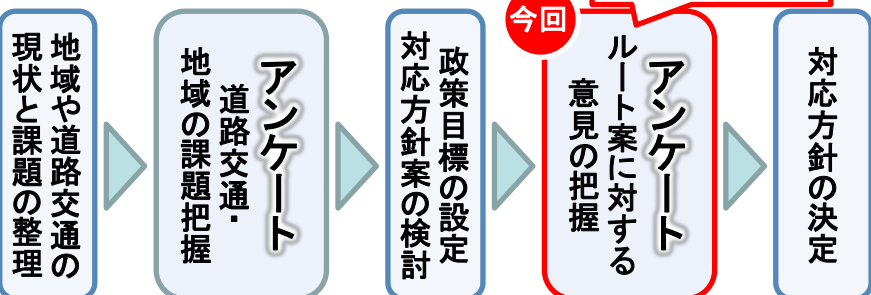 地域や道路交通の
現状と課題の整理
アンケート
道路交通・
地域の課題把握
政策目標の設定
対応方針案の検討
今回
アンケート
ルート案に対する
意見の把握
対応方針の決定